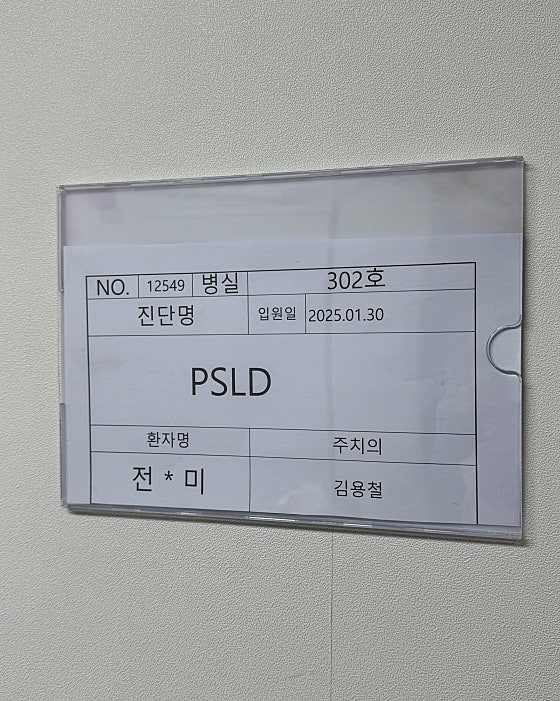 NO. 12549 병실 302호
진단명 입원일 2025.01.30
PSLD
환자명 주치의
전 * 미 김용철